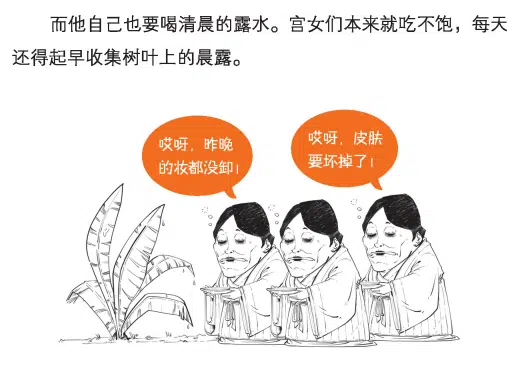 而他自己也要喝清晨的露水。宫女们本来就吃不饱，每天
还得起早收集树叶上的晨露。
哎呀，昨晚
的妆都没卸！
哎呀，皮肤
要坏掉了！